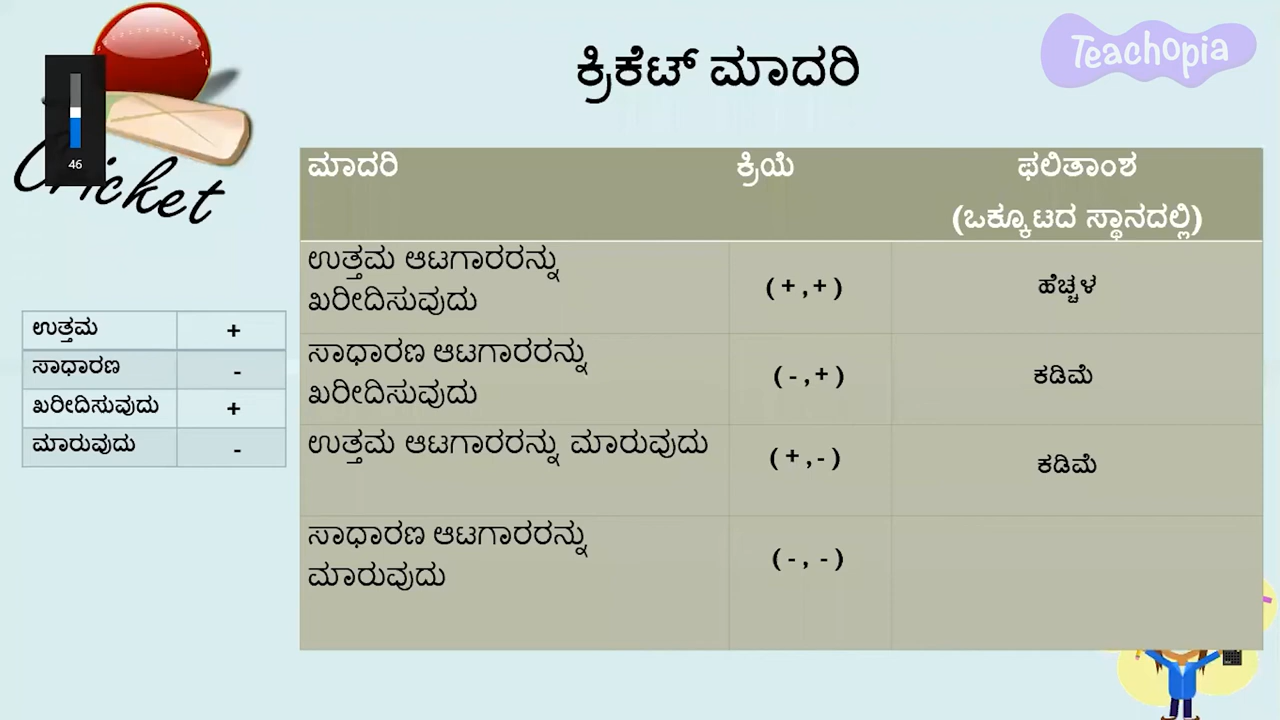 ಕ್ರಿಕೆಟ್ ಮಾದರಿ
Teachopia
46
Cricket
ಮಾದರಿ ಕ್ರಿಯೆ ಫಲಿತಾಂಶ
(ಒಕ್ಕೂಟದ ಸ್ಥಾನದಲ್ಲಿ)
ಉತ್ತಮ ಆಟಗಾರರನ್ನು
ಖರೀದಿಸುವುದು
(+,+) ಹೆಚ್ಚಳ
ಸಾಧಾರಣ ಆಟಗಾರರನ್ನು
ಖರೀದಿಸುವುದು
(-,+) ಕಡಿಮೆ
ಉತ್ತಮ ಆಟಗಾರರನ್ನು ಮಾರುವುದು
(+,-) ಕಡಿಮೆ
ಸಾಧಾರಣ ಆಟಗಾರರನ್ನು
ಮಾರುವುದು
(-,-)
ಉತ್ತಮ +
ಸಾಧಾರಣ -
ಖರೀದಿಸುವುದು +
ಮಾರುವುದು -